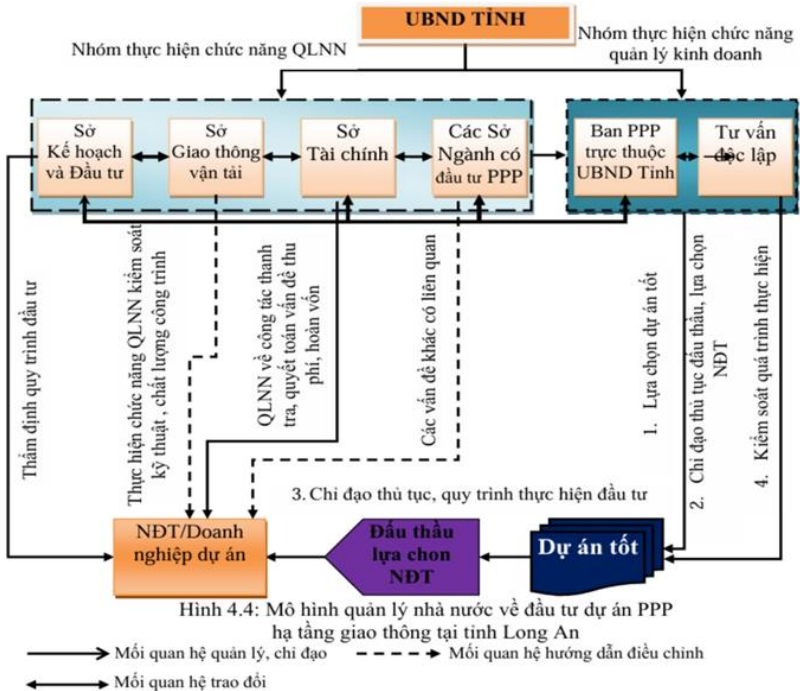 UBND TỈNH
Nhóm thực hiện chức năng QLNN
Nhóm thực hiện chức năng
quản lý kinh doanh
Sở
Kế hoạch
và Đầu tư
Sở
Giao thông
vận tải
Sở
Tài chính
Các Sở
Ngành có
đầu tư PPP
Ban PPP
trực thuộc
UBND Tỉnh
Tư vấn
độc lập
Thẩm định quy trình đầu tư
Thực hiện chức năng QLNN kiểm soát
kỹ thuật , chất lượng công trình
QLNN về công tác thanh
tra, quyết toán vấn đề thu
phí, hoàn vốn
Các vấn đề khác có liên quan
1. Lựa chọn dự án tốt
2. Chỉ đạo thủ tục đấu thầu, lựa chọn
NĐT
4. Kiểm soát quá trình thực hiện
3. Chỉ đạo thủ tục, quy trình thực hiện đầu tư
NĐT/Doanh
nghiệp dự án
Đấu thầu
lựa chon
NĐT
Dự án tốt
Hình 4.4: Mô hình quản lý nhà nước về đầu tư dự án PPP
hạ tầng giao thông tại tỉnh Long An
Mối quan hệ quản lý, chỉ đạo
Mối quan hệ hướng dẫn điều chỉnh
Mối quan hệ trao đổi